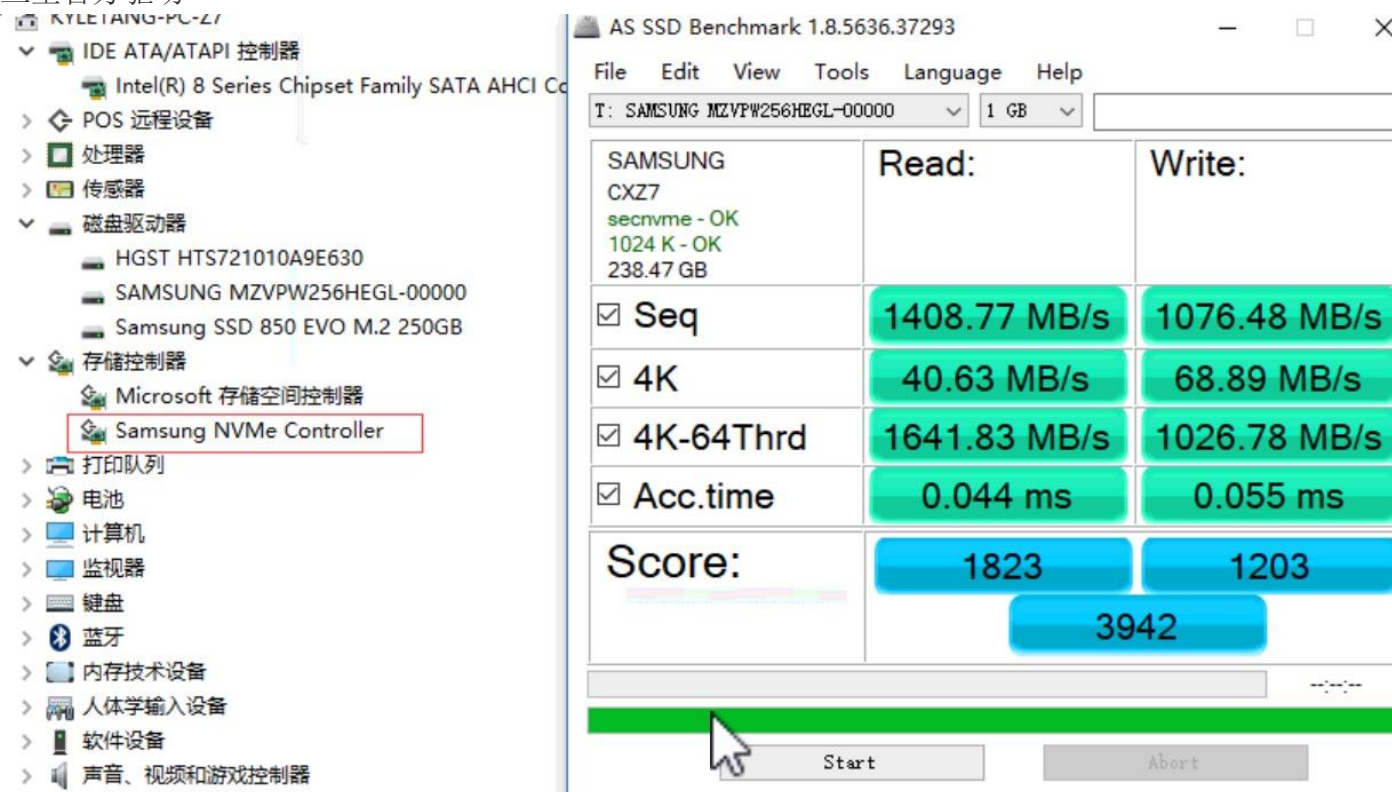 KYLETANG-PC-Z7
IDE ATA/ATAPI 控制器
Intel(R) 8 Series Chipset Family SATA AHCI Co
POS 远程设备
处理器
传感器
磁盘驱动器
HGST HTS721010A9E630
SAMSUNG MZVPW256HEGL-00000
Samsung SSD 850 EVO M.2 250GB
存储控制器
Microsoft 存储空间控制器
Samsung NVMe Controller
打印队列
电池
计算机
监视器
键盘
蓝牙
内存技术设备
人体学输入设备
软件设备
声音、视频和游戏控制器
AS SSD Benchmark 1.8.5636.37293
File Edit View Tools Language Help
T: SAMSUNG MZVPW256HEGL-00000 1 GB
SAMSUNG
CXZ7
secnvme - OK
1024 K - OK
238.47 GB
Read: Write:
Seq 1408.77 MB/s 1076.48 MB/s
4K 40.63 MB/s 68.89 MB/s
4K-64Thrd 1641.83 MB/s 1026.78 MB/s
Acc.time 0.044 ms 0.055 ms
Score: 1823 1203
3942
--:--:--
Start Abort